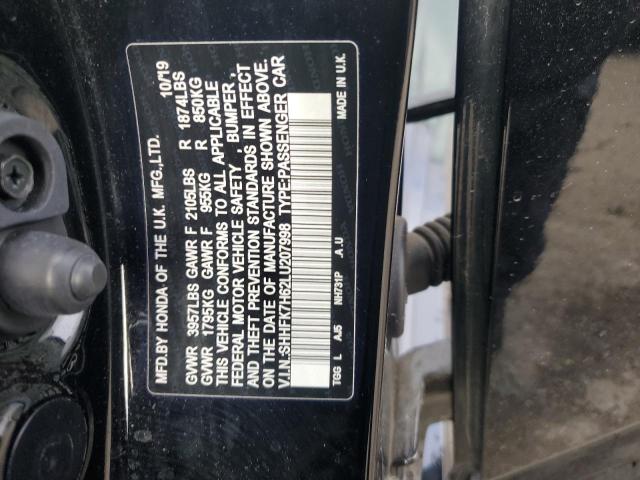 MFD.BY HONDA OF THE U.K. MFG.,LTD. 10/19
GVWR 3957LBS GAWR F 2105LBS R 1874LBS
GVWR 1795KG GAWR F 955KG R 850KG
THIS VEHICLE CONFORMS TO ALL APPLICABLE
FEDERAL MOTOR VEHICLE SAFETY , BUMPER ,
AND THEFT PREVENTION STANDARDS IN EFFECT
ON THE DATE OF MANUFACTURE SHOWN ABOVE.
V.I.N.:SHHFK7H62LU207998 TYPE:PASSENGER CAR
TGG L AJ5 NH731P A U MADE IN U.K.